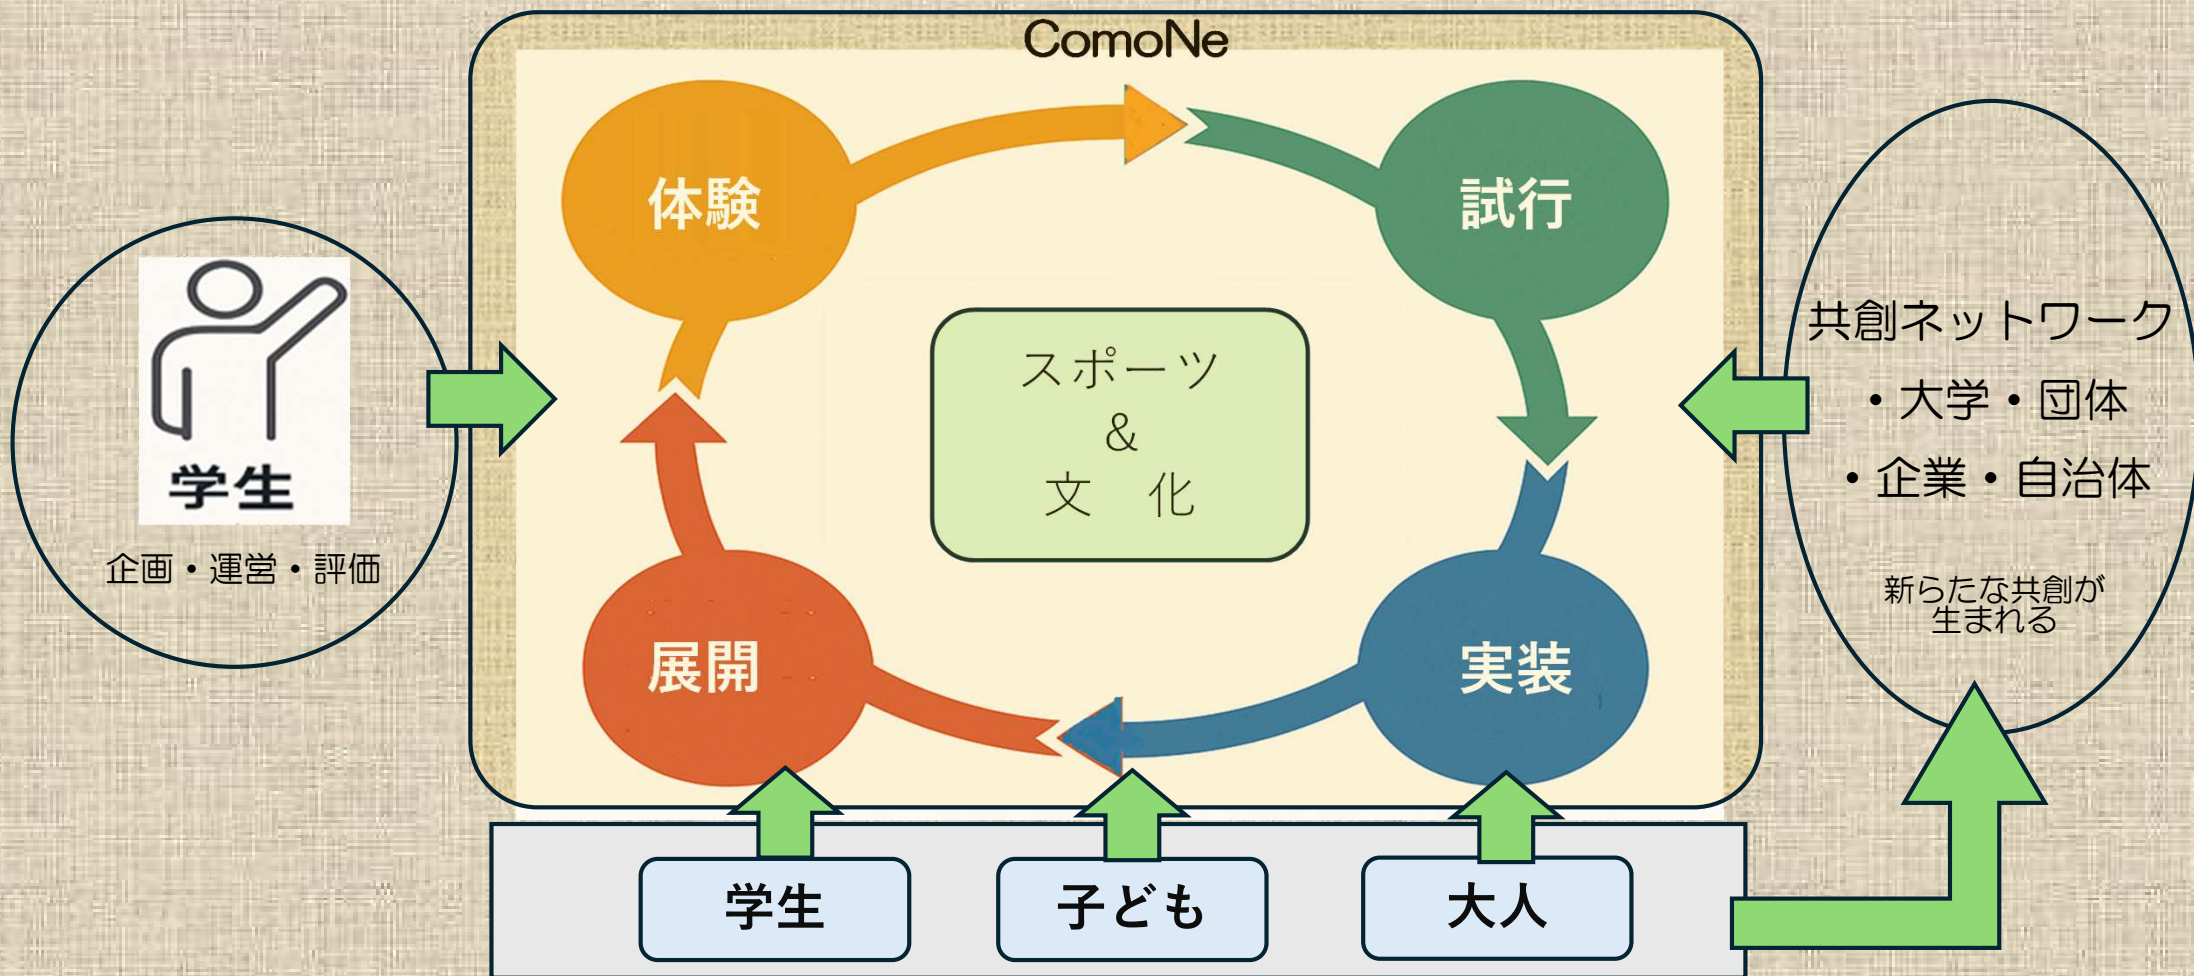 ComoNe
体験
試行
スポーツ
&
文 化
展開
実装
学生
企画・運営・評価
共創ネットワーク
・大学・団体
・企業・自治体
新らたな共創が
生まれる
学生
子ども
大人